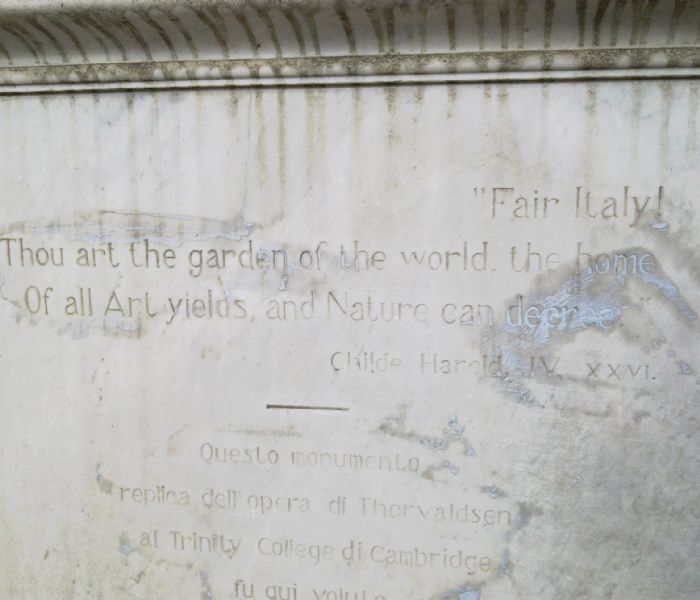 "Fair Italy!
Thou art the garden of the world, the home
Of all Art yields, and Nature can decree."
Childe Harold, IV, XXVI.
Questo monumento
replica dell'opera di Thorvaldsen
al Trinity College di Cambridge
fu qui voluto